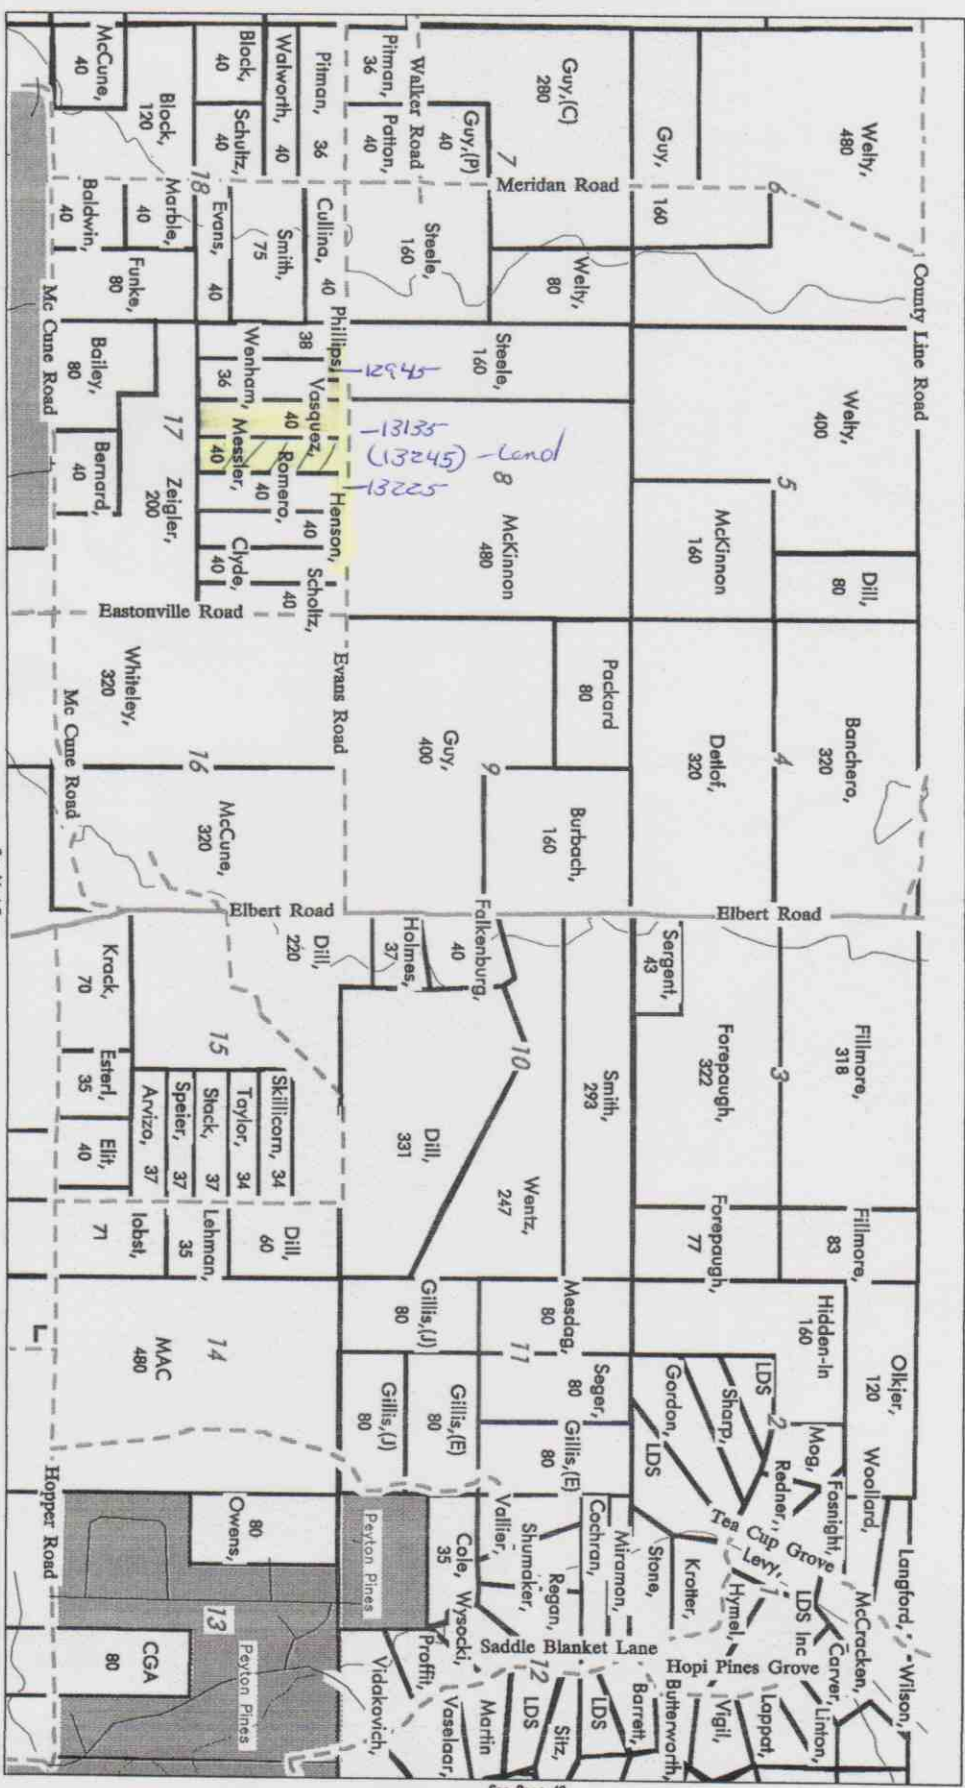 County Line Road
Welty,
480
Welty,
400
Dill,
80
Banchero,
320
Fillmore,
318
Fillmore,
83
Olkjer,
120
Woollard,
Langford,
Wilson,
6
5
4
3
2
1
Guy,
160
McKinnon
160
Detlof,
320
Elbert Road
Sergent,
43
Forepaugh,
322
Forepaugh,
77
Hidden-In
160
Mog,
Fosnight,
Redner,
LDS
Sharp,
Gordon,
LDS
Tea Cup Grove
Levy,
Hymel,
LDS Inc
McCracken,
Carver,
Linton,
Lappat,
Vigil,
Krotter,
Stone,
Hopi Pines Grove
Butterworth,
Meridan Road
Guy,(C)
280
Guy,(P)
40
7
Welty,
80
Steele,
160
Steele,
160
8
McKinnon
480
Packard
80
Guy,
400
9
Burbach,
160
Smith,
293
Falkenburg,
40
Holmes,
37
10
Wentz,
247
Dill,
331
Mesdag,
80
11
Seger,
80
Gillis,(E)
80
Gillis,(J)
80
Gillis,(E)
80
Gillis,(J)
80
Miramon,
Cochran,
Regan,
Shumaker,
Vallier,
Cole,
35
Wysocki,
Saddle Blanket Lane
12
Barrett,
LDS
Sitz,
LDS
Martin
Vaselaar,
Proffit,
Vidakovich,
Peyton Pines
Walker Road
Pitman,
36
Patton,
40
-12945
-13135
(13245) - Land
-13225
Evans Road
Pitman, 36
Walworth, 40
Block,
40
Schultz,
40
Block,
120
McCune,
40
18
Cullina, 40
Smith,
75
Evans, 40
Marble,
40
Baldwin,
40
Funke,
80
Phillips,
38
Wenham,
36
Vasquez,
40
Messler,
40
Romero,
40
Henson,
40
Clyde,
40
Scholtz,
40
17
Zeigler,
200
Bailey,
80
Bernard,
40
Eastonville Road
Whiteley,
320
16
McCune,
320
Elbert Road
Dill,
220
15
Skillicorn, 34
Taylor, 34
Stack, 37
Speier, 37
Arvizo, 37
Krack,
70
Esterl,
35
Elit,
40
Dill,
60
Lehman,
35
Iobst,
71
14
MAC
480
Owens,
80
13
Peyton Pines
CGA
80
Mc Cune Road
Mc Cune Road
Hopper Road